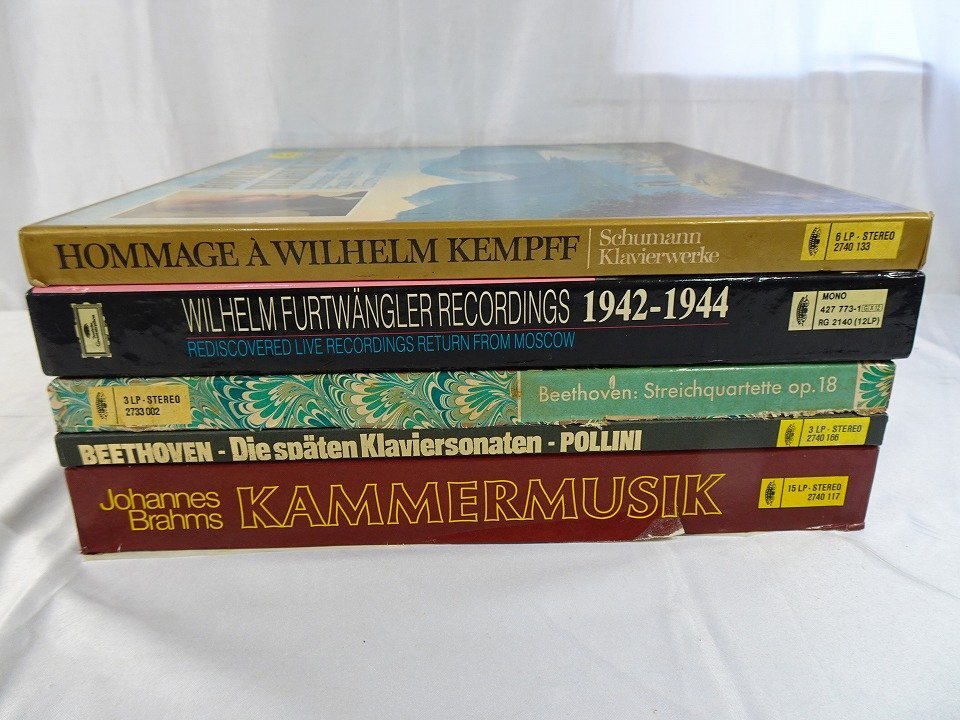 HOMMAGE À WILHELM KEMPFF
Schumann
Klavierwerke
6 LP · STEREO
2740 133
WILHELM FURTWÄNGLER RECORDINGS 1942-1944
REDISCOVERED LIVE RECORDINGS RETURN FROM MOSCOW
MONO
427 773-1
RG 2140 (12LP)
3 LP · STEREO
2733 002
Beethoven: Streichquartette op. 18
BEETHOVEN - Die späten Klaviersonaten - POLLINI
3 LP · STEREO
2740 166
Johannes
Brahms
KAMMERMUSIK
15 LP · STEREO
2740 117